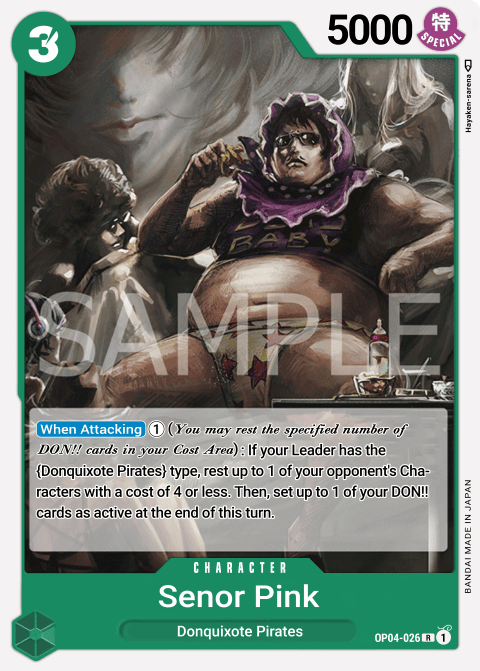 3
5000
特
SPECIAL
Hayaken-sarena
BABY
SAMPLE
When Attacking ① (You may rest the specified number of
DON!! cards in your Cost Area) : If your Leader has the
{Donquixote Pirates} type, rest up to 1 of your opponent's Cha-
racters with a cost of 4 or less. Then, set up to 1 of your DON!!
cards as active at the end of this turn.
BANDAI MADE IN JAPAN
CHARACTER
Senor Pink
Donquixote Pirates
OP04-026 R 1